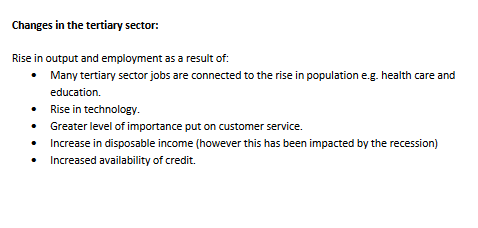 Changes in the tertiary sector:
Rise in output and employment as a result of:
• Many tertiary sector jobs are connected to the rise in population e.g. health care and
education.
• Rise in technology.
• Greater level of importance put on customer service.
• Increase in disposable income (however this has been impacted by the recession)
• Increased availability of credit.